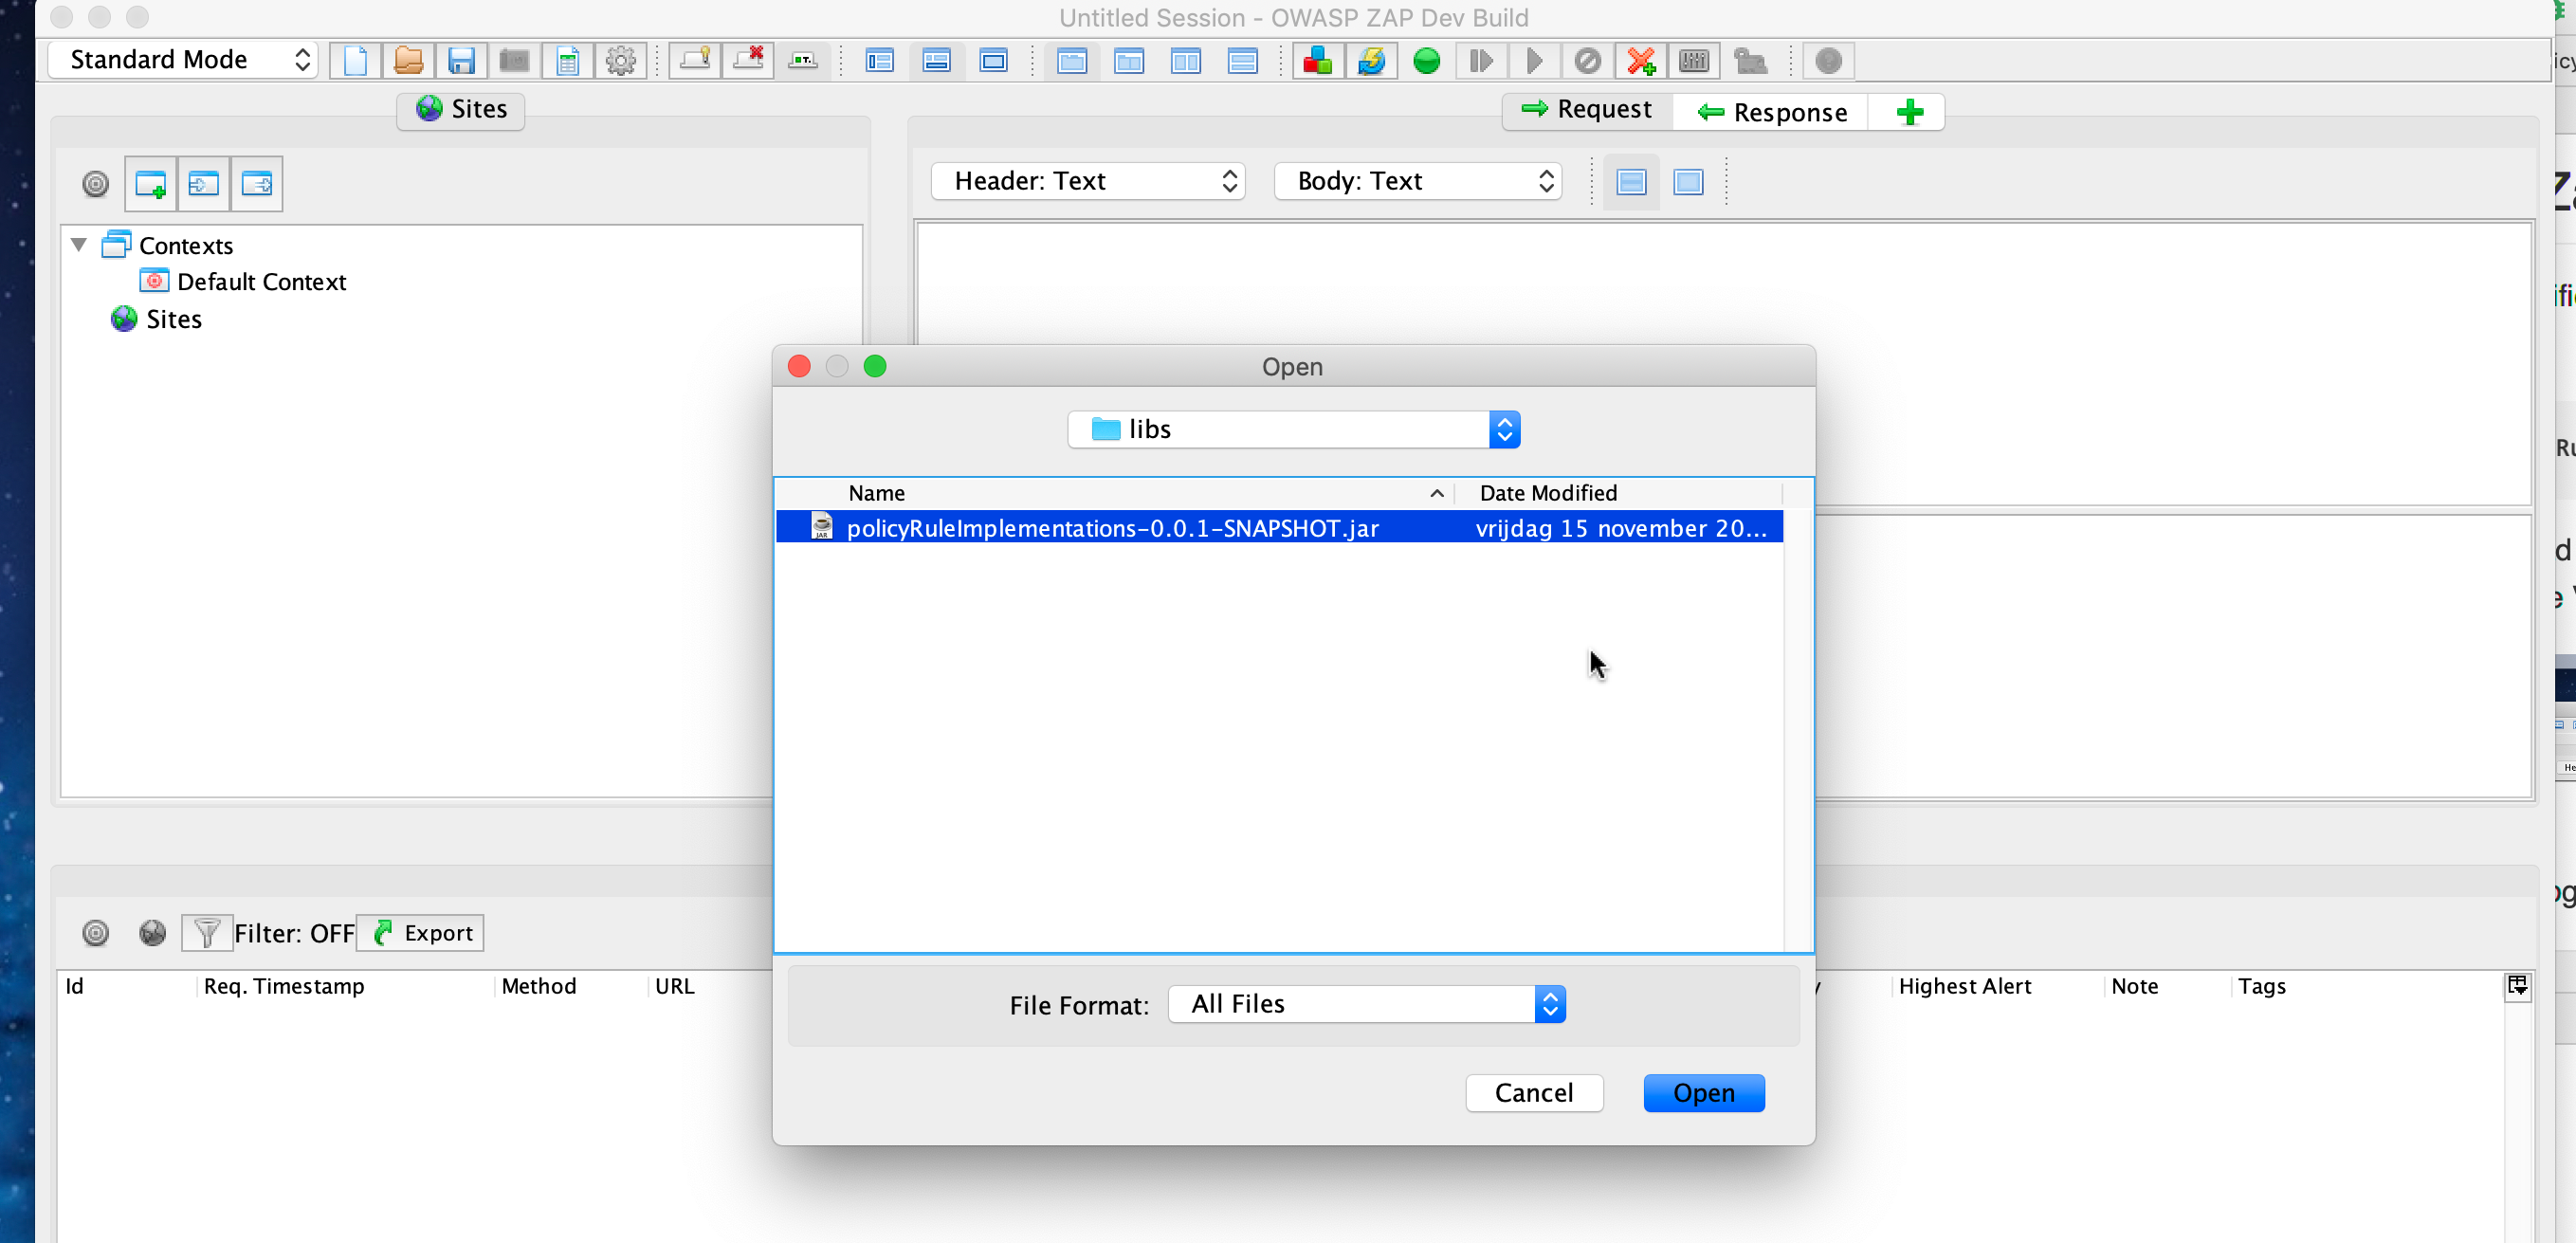 Untitled Session - OWASP ZAP Dev Build
Standard Mode
Sites
Request
Response
Header: Text
Body: Text
Contexts
Default Context
Sites
Open
libs
Name
Date Modified
policyRuleImplementations-0.0.1-SNAPSHOT.jar
vrijdag 15 november 20...
Filter: OFF
Export
Id
Req. Timestamp
Method
URL
Highest Alert
Note
Tags
File Format:
All Files
Cancel
Open